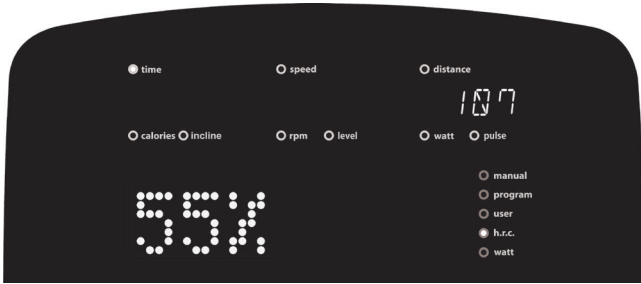 time speed distance
107
calories incline rpm level watt pulse
manual
program
user
h.r.c.
watt
55%